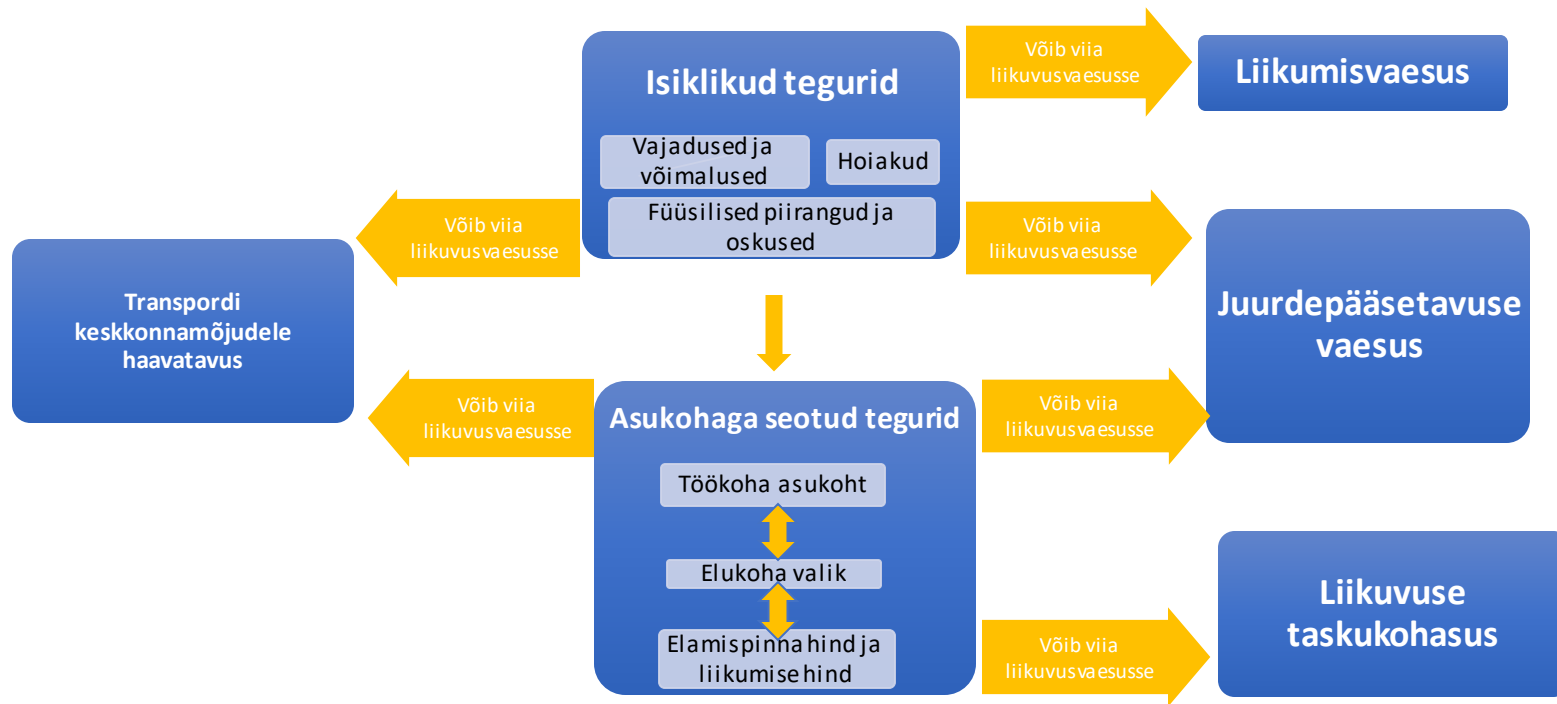 Isiklikud tegurid
Vajadused ja
võimalused
Hoiakud
Füüsilised piirangud ja
oskused
Võib viia
liikuvusvaesusse
Liikumisvaesus
Võib viia
liikuvusvaesusse
Võib viia
liikuvusvaesusse
Juurdepääsetavuse
vaesus
Transpordi
keskkonnamõjudele
haavatavus
Võib viia
liikuvusvaesusse
Asukohaga seotud tegurid
Töökoha asukoht
Elukoha valik
Elamispinna hind ja
liikumise hind
Võib viia
liikuvusvaesusse
Võib viia
liikuvusvaesusse
Liikuvuse
taskukohasus